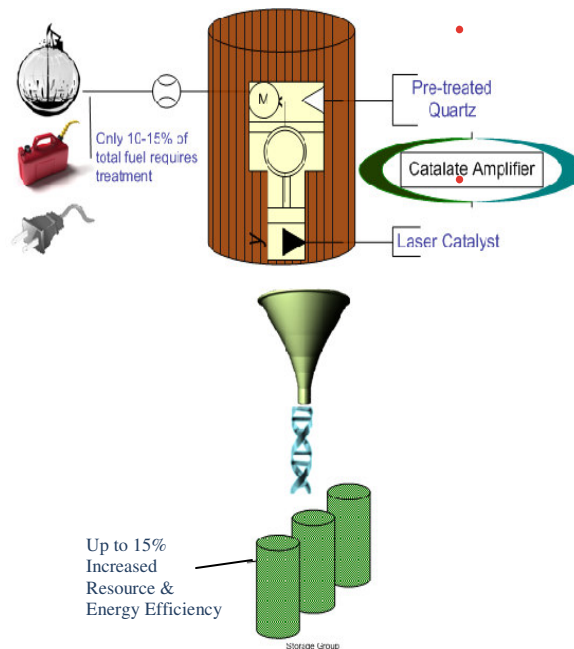 M
Only 10-15% of
total fuel requires
treatment
Pre-treated
Quartz
Catalate Amplifier
Laser Catalyst
Up to 15%
Increased
Resource &
Energy Efficiency
Storage Group